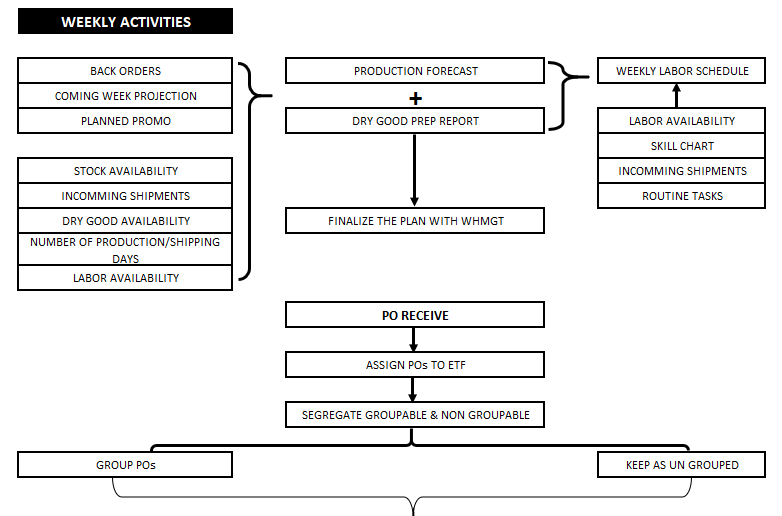 WEEKLY ACTIVITIES
BACK ORDERS
COMING WEEK PROJECTION
PLANNED PROMO
STOCK AVAILABILITY
INCOMMING SHIPMENTS
DRY GOOD AVAILABILITY
NUMBER OF PRODUCTION/SHIPPING
DAYS
LABOR AVAILABILITY
PRODUCTION FORECAST
+
DRY GOOD PREP REPORT
FINALIZE THE PLAN WITH WHMGT
WEEKLY LABOR SCHEDULE
LABOR AVAILABILITY
SKILL CHART
INCOMMING SHIPMENTS
ROUTINE TASKS
PO RECEIVE
ASSIGN POs TO ETF
SEGREGATE GROUPABLE & NON GROUPABLE
GROUP POs
KEEP AS UN GROUPED